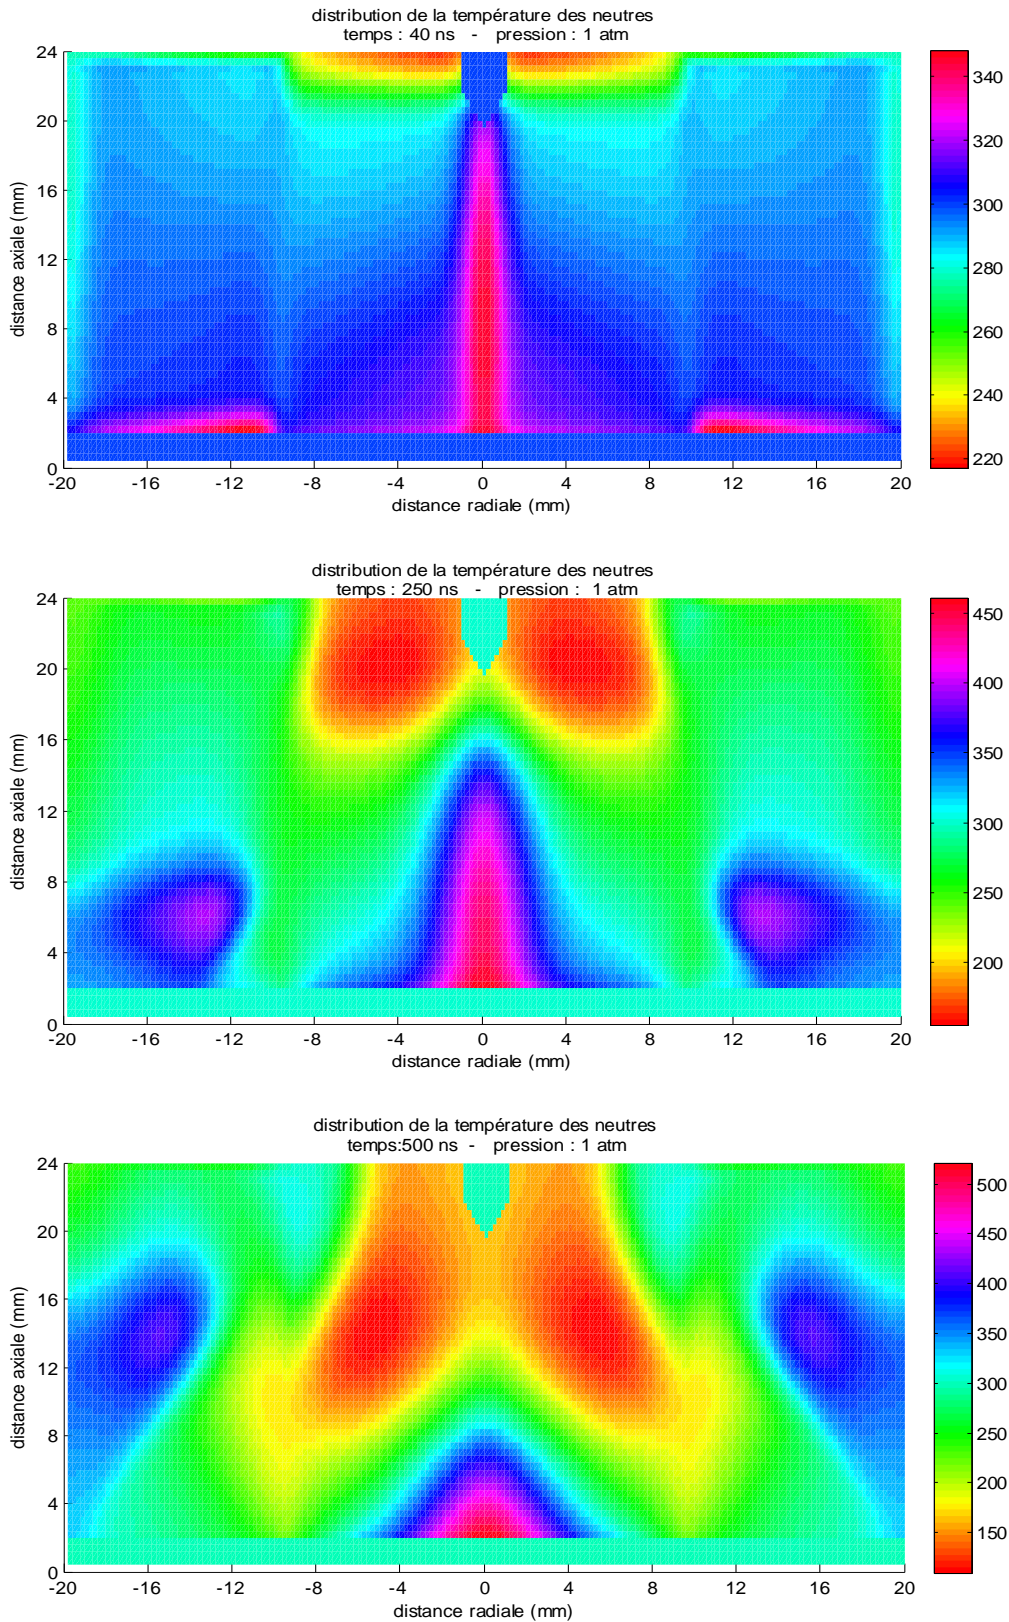 distribution de la température des neutres
temps : 40 ns - pression : 1 atm
24
20
16
12
8
4
0
distance axiale (mm)
-20 -16 -12 -8 -4 0 4 8 12 16 20
distance radiale (mm)
340
320
300
280
260
240
220
distribution de la température des neutres
temps : 250 ns - pression : 1 atm
24
20
16
12
8
4
0
distance axiale (mm)
-20 -16 -12 -8 -4 0 4 8 12 16 20
distance radiale (mm)
450
400
350
300
250
200
distribution de la température des neutres
temps:500 ns - pression : 1 atm
24
20
16
12
8
4
0
distance axiale (mm)
-20 -16 -12 -8 -4 0 4 8 12 16 20
distance radiale (mm)
500
450
400
350
300
250
200
150